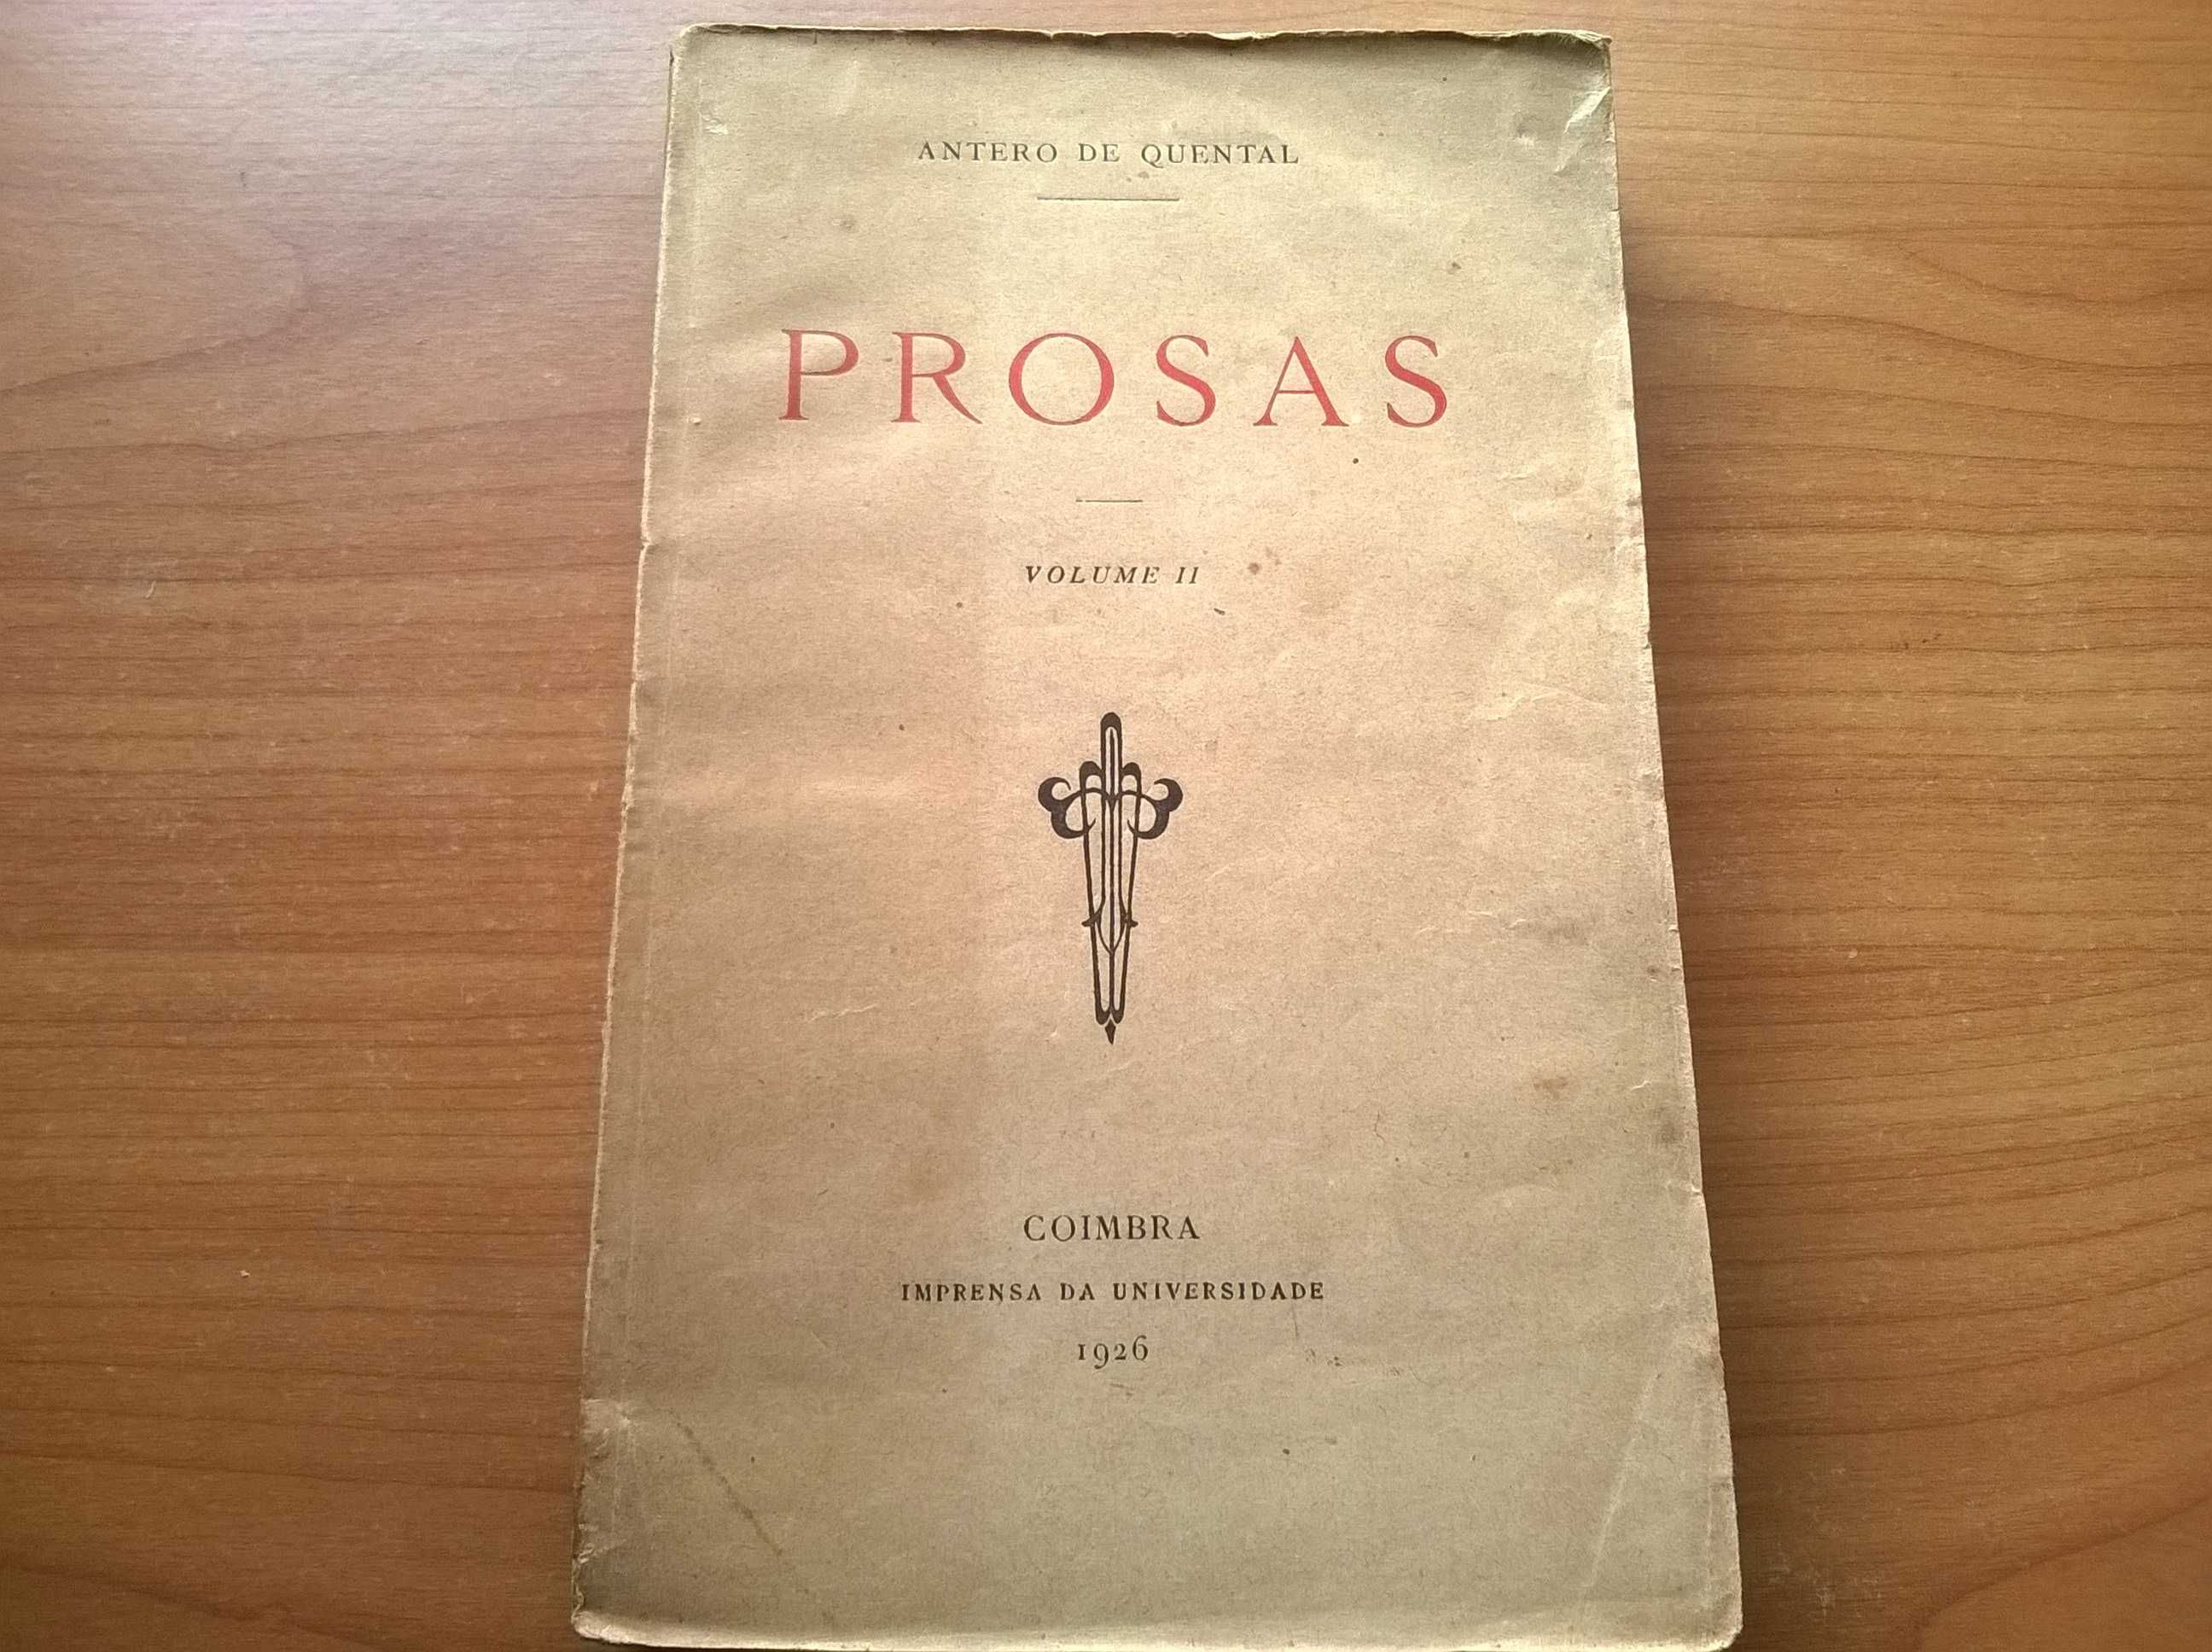 ANTERO DE QUENTAL
PROSAS
VOLUME II
COIMBRA
IMPRENSA DA UNIVERSIDADE
1926